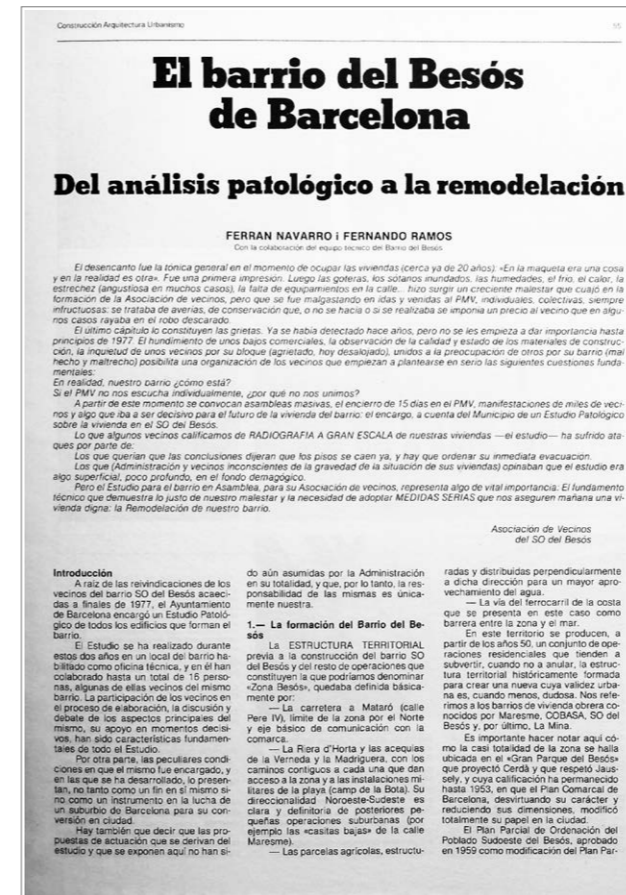 Construcción Arquitectura Urbanismo
55
El barrio del Besós
de Barcelona
Del análisis patológico a la remodelación
FERRAN NAVARRO i FERNANDO RAMOS
Con la colaboración del equipo técnico del Barrio del Besós
El desencanto fue la tónica general en el momento de ocupar las viviendas (cerca ya de 20 años): «En la maqueta era una cosa
y en la realidad es otra». Fue una primera impresión. Luego las goteras, los sótanos inundados, las humedades, el frío, el calor, la
estrechez (angustiosa en muchos casos), la falta de equipamientos en la calle... hizo surgir un creciente malestar que cuajó en la
formación de la Asociación de vecinos, pero que se fue malgastando en idas y venidas al PMV, individuales, colectivas, siempre
infructuosas: se trataba de averías, de conservación que, o no se hacía o si se realizaba se imponía un precio al vecino que en algu-
nos casos rayaba en el robo descarado.
El último capítulo lo constituyen las grietas. Ya se había detectado hace años, pero no se les empieza a dar importancia hasta
principios de 1977. El hundimiento de unos bajos comerciales, la observación de la calidad y estado de los materiales de construc-
ción, la inquietud de unos vecinos por su bloque (agrietado, hoy desalojado), unidos a la preocupación de otros por su barrio (mal
hecho y maltrecho) posibilita una organización de los vecinos que empiezan a plantearse en serio las siguientes cuestiones funda-
mentales:
En realidad, nuestro barrio ¿cómo está?
Si el PMV no nos escucha individualmente, ¿por qué no nos unimos?
A partir de este momento se convocan asambleas masivas, el encierro de 15 días en el PMV, manifestaciones de miles de veci-
nos y algo que iba a ser decisivo para el futuro de la vivienda del barrio: el encargo, a cuenta del Municipio de un Estudio Patológico
sobre la vivienda en el SO del Besós.
Lo que algunos vecinos calificamos de RADIOGRAFIA A GRAN ESCALA de nuestras viviendas —el estudio— ha sufrido ata-
ques por parte de:
Los que querían que las conclusiones dijeran que los pisos se caen ya, y hay que ordenar su inmediata evacuación.
Los que (Administración y vecinos inconscientes de la gravedad de la situación de sus viviendas) opinaban que el estudio era
algo superficial, poco profundo, en el fondo demagógico.
Pero el Estudio para el barrio en Asamblea, para su Asociación de vecinos, representa algo de vital importancia: El fundamento
técnico que demuestra lo justo de nuestro malestar y la necesidad de adoptar MEDIDAS SERIAS que nos aseguren mañana una vi-
vienda digna: la Remodelación de nuestro barrio.
Asociación de Vecinos
del SO del Besós
Introducción
A raíz de las reivindicaciones de los
vecinos del barrio SO del Besós acaeci-
das a finales de 1977, el Ayuntamiento
de Barcelona encargó un Estudio Patoló-
gico de todos los edificios que forman el
barrio.
El Estudio se ha realizado durante
estos dos años en un local del barrio ha-
bilitado como oficina técnica, y en él han
colaborado hasta un total de 16 perso-
nas, algunas de ellas vecinos del mismo
barrio. La participación de los vecinos en
el proceso de elaboración, la discusión y
debate de los aspectos principales del
mismo, su apoyo en momentos decisi-
vos, han sido características fundamen-
tales de todo el Estudio.
Por otra parte, las peculiares condi-
ciones en que el mismo fue encargado, y
en las que se ha desarrollado, lo presen-
tan, no tanto como un fin en sí mismo si-
no como un instrumento en la lucha de
un suburbio de Barcelona para su con-
versión en ciudad.
Hay también que decir que las pro-
puestas de actuación que se derivan del
estudio y que se exponen aquí no han si-
do aún asumidas por la Administración
en su totalidad, y que, por lo tanto, la res-
ponsabilidad de las mismas es única-
mente nuestra.
1.— La formación del Barrio del Be-
sós
La ESTRUCTURA TERRITORIAL
previa a la construcción del barrio SO
del Besós y del resto de operaciones que
constituyen la que podríamos denominar
«Zona Besós», quedaba definida básica-
mente por:
— La carretera a Mataró (calle
Pere IV), límite de la zona por el Norte
y eje básico de comunicación con la
comarca.
— La Riera d'Horta y las acequias
de la Verneda y la Madriguera, con los
caminos contiguos a cada una que dan
acceso a la zona y a las instalaciones mi-
litares de la playa (camp de la Bota). Su
direccionalidad Noroeste-Sudeste es
clara y definitoria de posteriores pe-
queñas operaciones suburbanas (por
ejemplo las «casitas bajas» de la calle
Maresme).
— Las parcelas agrícolas, estructu-
radas y distribuidas perpendicularmente
a dicha dirección para un mayor apro-
vechamiento del agua.
— La vía del ferrocarril de la costa
que se presenta en este caso como
barrera entre la zona y el mar.
En este territorio se producen, a
partir de los años 50, un conjunto de ope-
raciones residenciales que tienden a
subvertir, cuando no a anular, la estruc-
tura territorial históricamente formada
para crear una nueva cuya validez urba-
na es, cuando menos, dudosa. Nos refe-
rimos a los barrios de vivienda obrera co-
nocidos por Maresme, COBASA, SO del
Besós y, por último, La Mina.
Es importante hacer notar aquí có-
mo la casi totalidad de la zona se halla
ubicada en el «Gran Parque del Besós»
que proyectó Cerdà y que respetó Jaus-
sely, y cuya calificación ha permanecido
hasta 1953, en que el Plan Comarcal de
Barcelona, desvirtuando su carácter y
reduciendo sus dimensiones, modificó
totalmente su papel en la ciudad.
El Plan Parcial de Ordenación del
Poblado Sudoeste del Besós, aprobado
en 1959 como modificación del Plan Par-